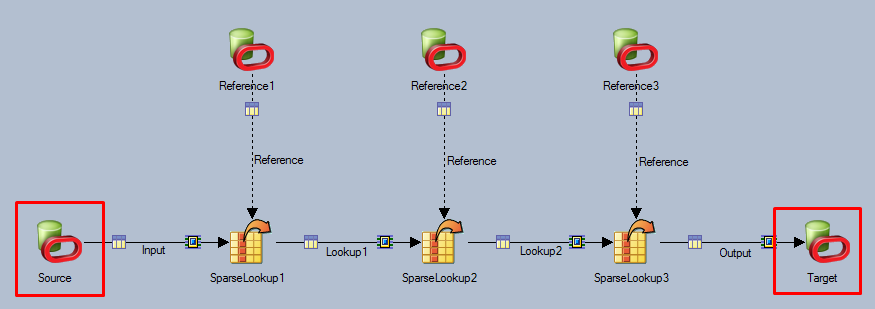 Reference1
Reference2
Reference3
Reference
Reference
Reference
Source
Input
SparseLookup1
Lookup1
SparseLookup2
Lookup2
SparseLookup3
Output
Target